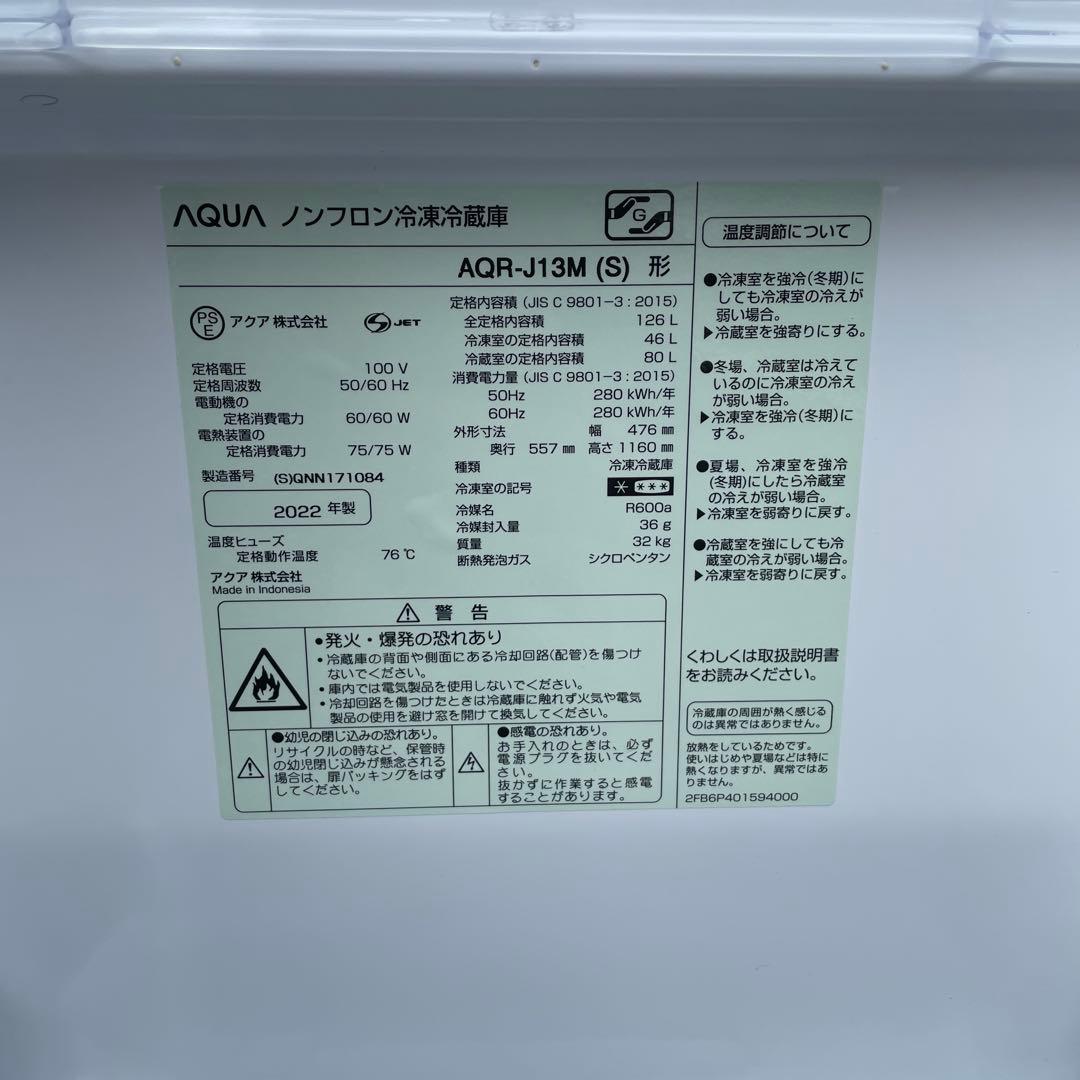 AQUA ノンフロン冷凍冷蔵庫
G
AQR-J13M (S) 形
PS
E
アクア 株式会社
S JET
定格電圧 100 V
定格周波数 50/60 Hz
電動機の
定格消費電力 60/60 W
電熱装置の
定格消費電力 75/75 W
製造番号 (S)QNN171084
2022 年製
温度ヒューズ
定格動作温度 76 ℃
アクア 株式会社
Made in Indonesia
定格内容積 (JIS C 9801-3 : 2015)
全定格内容積 126 L
冷凍室の定格内容積 46 L
冷蔵室の定格内容積 80 L
消費電力量 (JIS C 9801-3 : 2015)
50Hz 280 kWh/年
60Hz 280 kWh/年
外形寸法 幅 476 ㎜
奥行 557 ㎜ 高さ 1160 ㎜
種類 冷凍冷蔵庫
冷凍室の記号 * ***
冷媒名 R600a
冷媒封入量 36 g
質量 32 kg
断熱発泡ガス シクロペンタン
⚠ 警 告
●発火・爆発の恐れあり
・冷蔵庫の背面や側面にある冷却回路(配管)を傷つけ
ないでください。
・庫内では電気製品を使用しないでください。
・冷却回路を傷つけたときは冷蔵庫に触れず火気や電気
製品の使用を避け窓を開けて換気してください。
●幼児の閉じ込みの恐れあり。
リサイクルの時など、保管時
の幼児閉じ込みが懸念される
場合は、扉パッキングをはず
してください。
●感電の恐れあり。
お手入れのときは、必ず
電源プラグを抜いてくだ
さい。
抜かずに作業すると感電
することがあります。
温度調節について
●冷凍室を強冷(冬期)に
しても冷凍室の冷えが
弱い場合。
▶冷蔵室を強寄りにする。
●冬場、冷蔵室は冷えて
いるのに冷凍室の冷え
が弱い場合。
▶冷凍室を強冷(冬期)に
する。
●夏場、冷凍室を強冷
(冬期)にしたら冷蔵室
の冷えが弱い場合。
▶冷凍室を弱寄りに戻す。
●冷蔵室を強にしても冷
蔵室の冷えが弱い場合。
▶冷凍室を弱寄りに戻す。
くわしくは取扱説明書
をお読みください。
冷蔵庫の周囲が熱く感じる
のは異常ではありません。
放熱をしているためです。
使いはじめや夏場などは特に
熱くなりますが、異常ではあ
りません。
2FB6P401594000